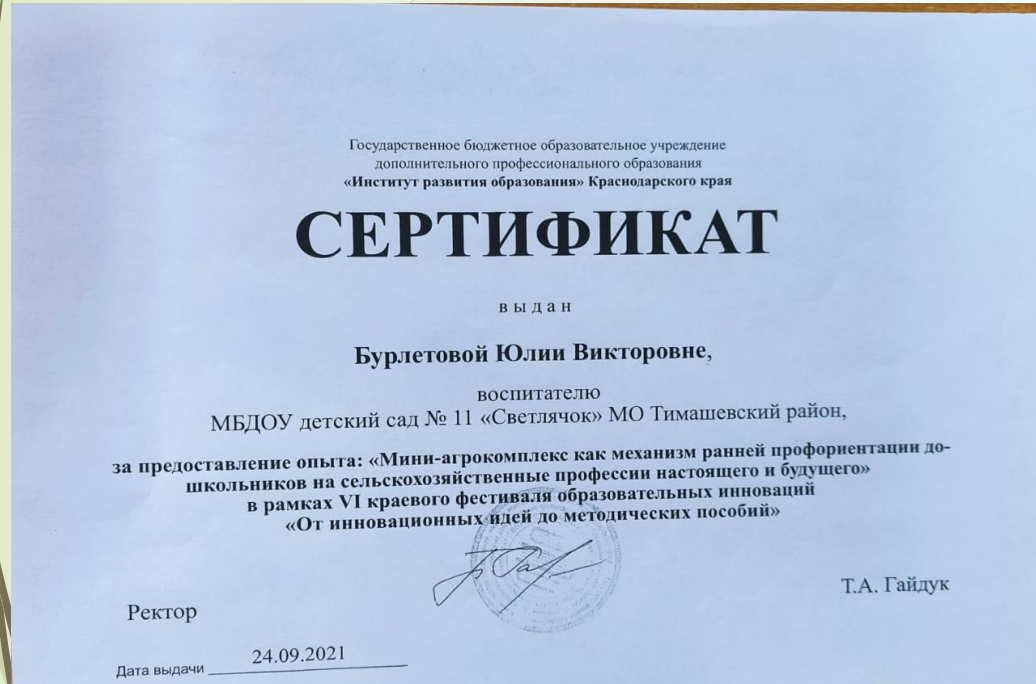 Государственное бюджетное образовательное учреждение
дополнительного профессионального образования
«Институт развития образования» Краснодарского края
СЕРТИФИКАТ
выдан
Бурлетовой Юлии Викторовне,
воспитателю
МБДОУ детский сад № 11 «Светлячок» МО Тимашевский район,
за предоставление опыта: «Мини-агрокомплекс как механизм ранней профориентации до-
школьников на сельскохозяйственные профессии настоящего и будущего»
в рамках VI краевого фестиваля образовательных инноваций
«От инновационных идей до методических пособий»
Т.А. Гайдук
Ректор
Дата выдачи 24.09.2021